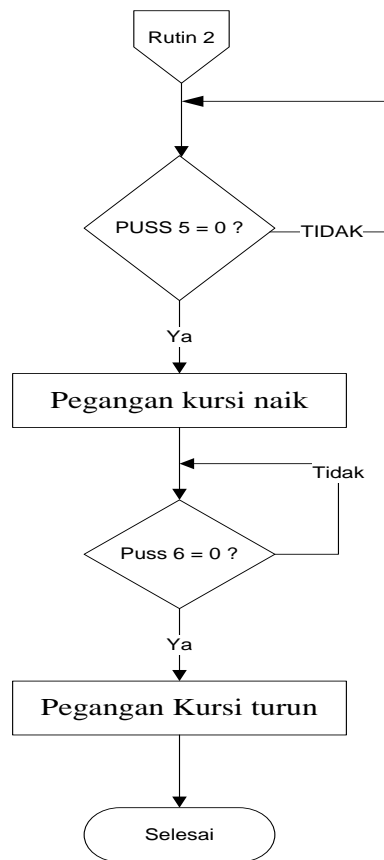 Rutin 2
PUSS 5 = 0 ?
TIDAK
Ya
Pegangan kursi naik
Tidak
Puss 6 = 0 ?
Ya
Pegangan Kursi turun
Selesai